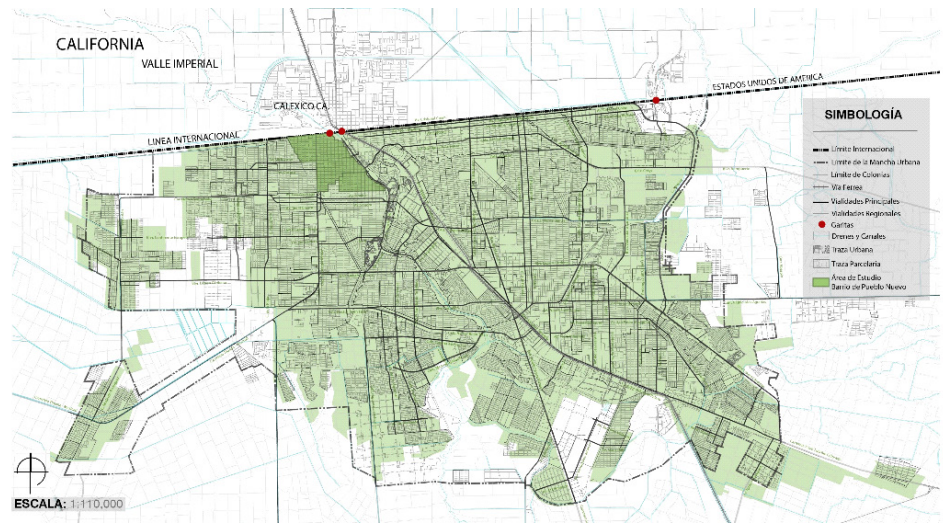 CALIFORNIA
VALLE IMPERIAL
CALEXICO CA.
ESTADOS UNIDOS DE AMERICA
LINEA INTERNACIONAL
SIMBOLOGÍA
Límite Internacional
Límite de la Mancha Urbana
Límite de Colonias
Vía Ferrea
Vialidades Principales
Vialidades Regionales
Garitas
Drenes y Canales
Traza Urbana
Traza Parcelaria
Área de Estudio
Barrio de Pueblo Nuevo
ESCALA: 1:110,000